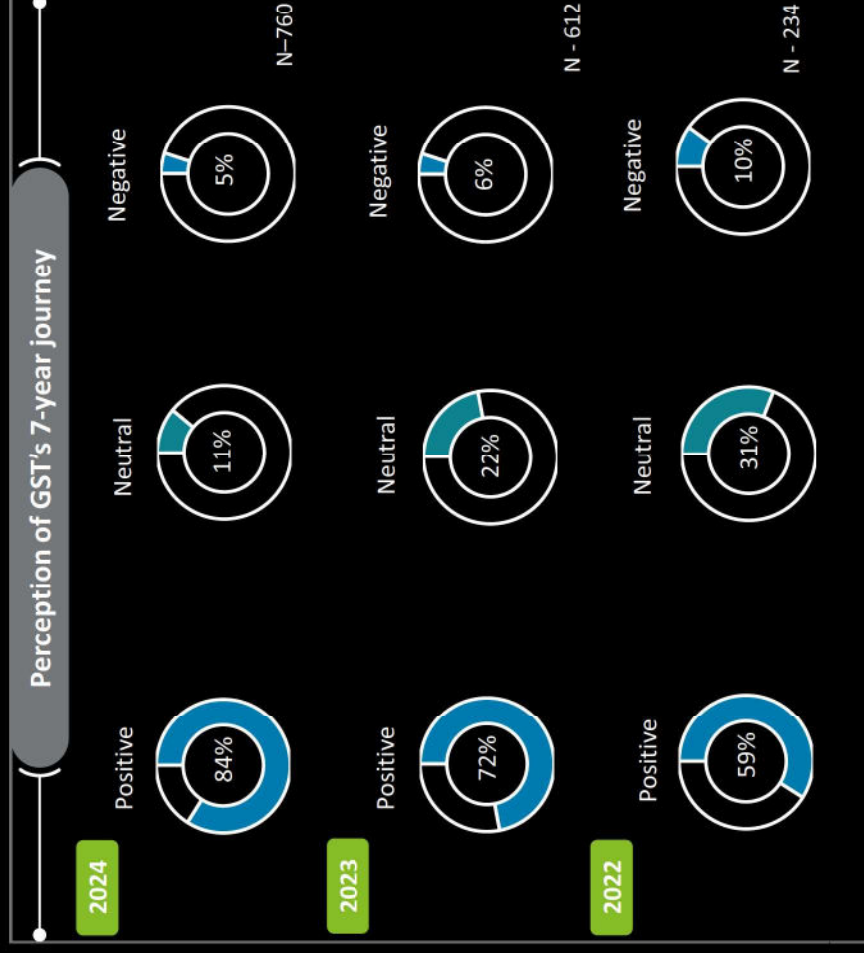 Perception of GST's 7-year journey
2024
Positive
84%
Neutral
11%
Negative
5%
N–760
2023
Positive
72%
Neutral
22%
Negative
6%
N - 612
2022
Positive
59%
Neutral
31%
Negative
10%
N - 234